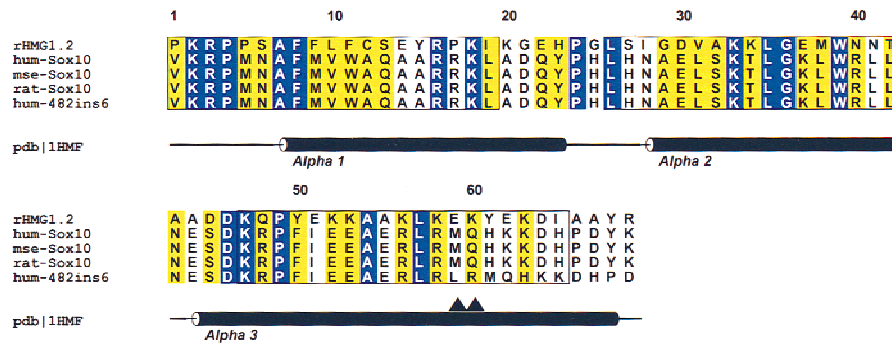 1 10 20 30 40
rHMG1.2 P K R P P S A F F L F C S E Y R P K I K G E H P G L S I G D V A K K L G E M W N N T
hum-Sox10 V K R P M N A F M V W A Q A A R R K L A D Q Y P H L H N A E L S K T L G K L W R L L
mse-Sox10 V K R P M N A F M V W A Q A A R R K L A D Q Y P H L H N A E L S K T L G K L W R L L
rat-Sox10 V K R P M N A F M V W A Q A A R R K L A D Q Y P H L H N A E L S K T L G K L W R L L
hum-482ins6 V K R P M N A F M V W A Q A A R R K L A D Q Y P H L H N A E L S K T L G K L W R L L
pdb|1HMF
Alpha 1 Alpha 2
50 60
rHMG1.2 A A D D K Q P Y E K K A A K L K E K Y E K D I A A Y R
hum-Sox10 N E S D K R P F I E E A E R L R M Q H K K D H P D Y K
mse-Sox10 N E S D K R P F I E E A E R L R M Q H K K D H P D Y K
rat-Sox10 N E S D K R P F I E E A E R L R M Q H K K D H P D Y K
hum-482ins6 N E S D K R P F I E E A E R L R L R M Q H K K D H P D
pdb|1HMF
Alpha 3